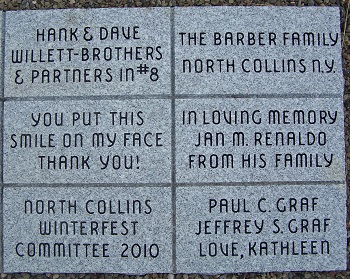 HANK & DAVE
WILLETT-BROTHERS
& PARTNERS IN #8
THE BARBER FAMILY
NORTH COLLINS N.Y.
YOU PUT THIS
SMILE ON MY FACE
THANK YOU!
IN LOVING MEMORY
JAN M. RENALDO
FROM HIS FAMILY
NORTH COLLINS
WINTERFEST
COMMITTEE 2010
PAUL C. GRAF
JEFFREY S. GRAF
LOVE, KATHLEEN